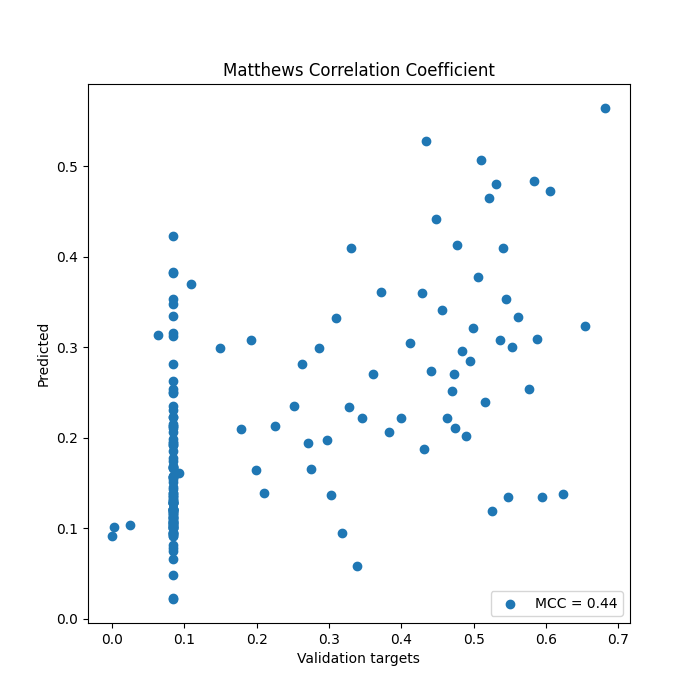 Matthews Correlation Coefficient
Predicted
0.5
0.4
0.3
0.2
0.1
0.0
MCC = 0.44
0.0 0.1 0.2 0.3 0.4 0.5 0.6 0.7
Validation targets